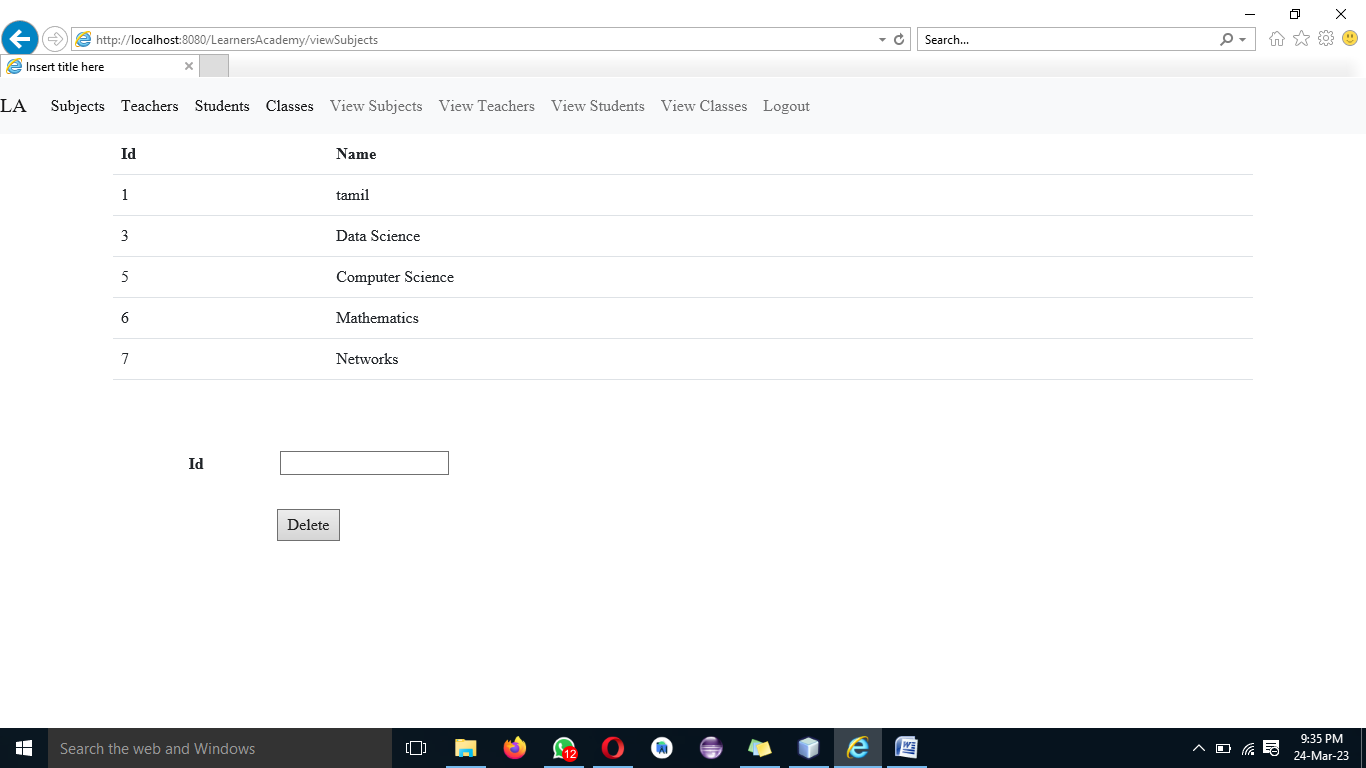 http://localhost:8080/LearnersAcademy/viewSubjects
Search...
Insert title here
LA Subjects Teachers Students Classes View Subjects View Teachers View Students View Classes Logout
Id Name
1 tamil
3 Data Science
5 Computer Science
6 Mathematics
7 Networks
Id
Delete
Search the web and Windows
12
9:35 PM
24-Mar-23